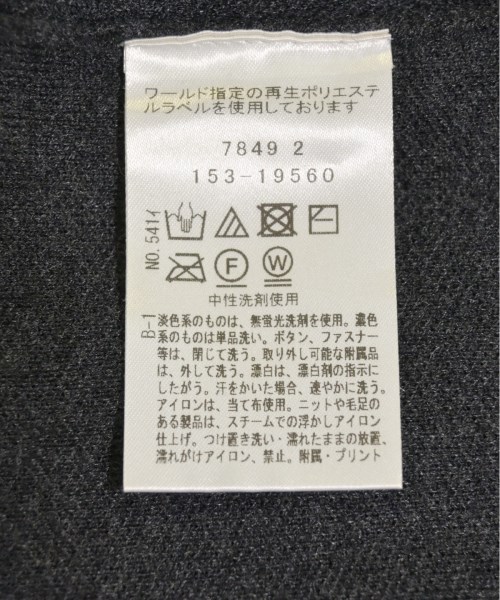 ワールド指定の再生ポリエステ
ルラベルを使用しております
7849 2
153-19560
NO.541イ
F
W
中性洗剤使用
B-1
淡色系のものは、無蛍光洗剤を使用。濃色
系のものは単品洗い。ボタン、ファスナー
等は、閉じて洗う。取り外し可能な附属品
は、外して洗う。漂白は、漂白剤の指示に
したがう。汗をかいた場合、速やかに洗う。
アイロンは、当て布使用。ニットや毛足の
ある製品は、スチームでの浮かしアイロン
仕上げ。つけ置き洗い・濡れたままの放置、
濡れがけアイロン、禁止。附属・プリント